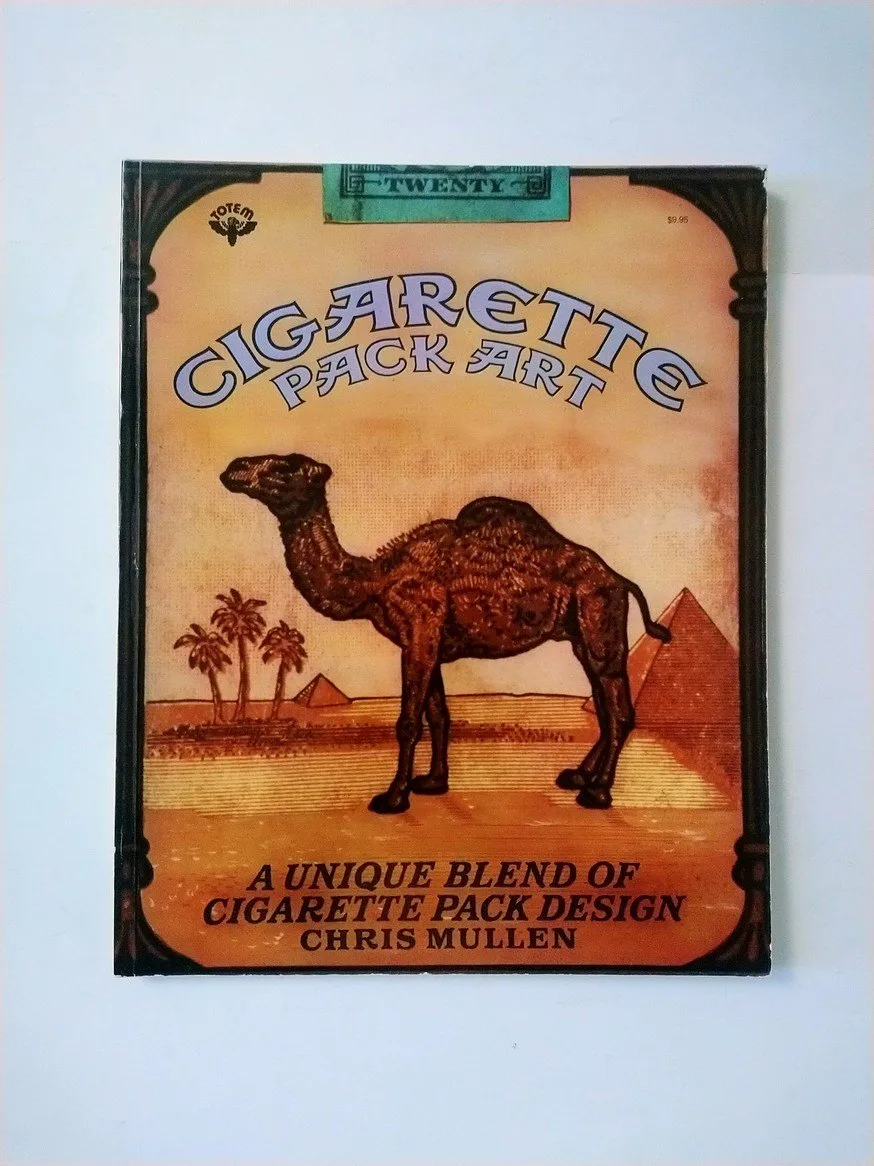 TWENTY
TOTEM
$9.95
CIGARETTE
PACK ART
A UNIQUE BLEND OF
CIGARETTE PACK DESIGN
CHRIS MULLEN